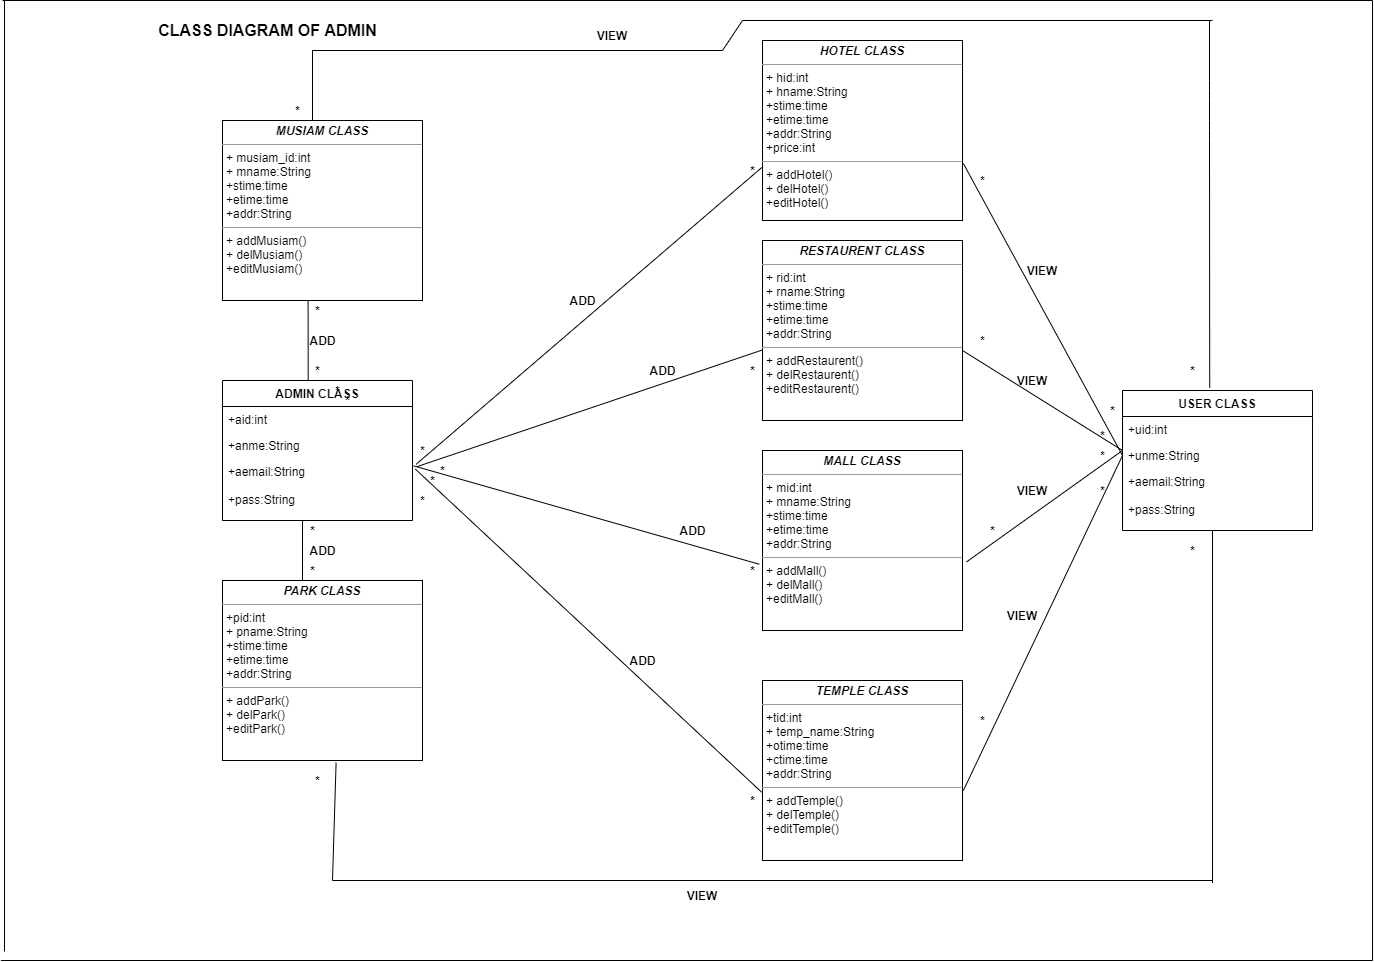 CLASS DIAGRAM OF ADMIN
VIEW
*
MUSIAM CLASS
+ musiam_id:int
+ mname:String
+stime:time
+etime:time
+addr:String
+ addMusiam()
+ delMusiam()
+editMusiam()
*
ADD
*
ADMIN CLÂŞS
+aid:int
+anme:String
+aemail:String
+pass:String
*
ADD
*
PARK CLASS
+pid:int
+ pname:String
+stime:time
+etime:time
+addr:String
+ addPark()
+ delPark()
+editPark()
*
*
*
*
*
ADD
*
ADD
*
ADD
*
ADD
*
HOTEL CLASS
+ hid:int
+ hname:String
+stime:time
+etime:time
+addr:String
+price:int
+ addHotel()
+ delHotel()
+editHotel()
RESTAURENT CLASS
+ rid:int
+ rname:String
+stime:time
+etime:time
+addr:String
+ addRestaurent()
+ delRestaurent()
+editRestaurent()
MALL CLASS
+ mid:int
+ mname:String
+stime:time
+etime:time
+addr:String
+ addMall()
+ delMall()
+editMall()
TEMPLE CLASS
+tid:int
+ temp_name:String
+otime:time
+ctime:time
+addr:String
+ addTemple()
+ delTemple()
+editTemple()
*
VIEW
*
VIEW
*
VIEW
*
VIEW
*
*
*
*
*
*
USER CLASS
+uid:int
+unme:String
+aemail:String
+pass:String
*
VIEW